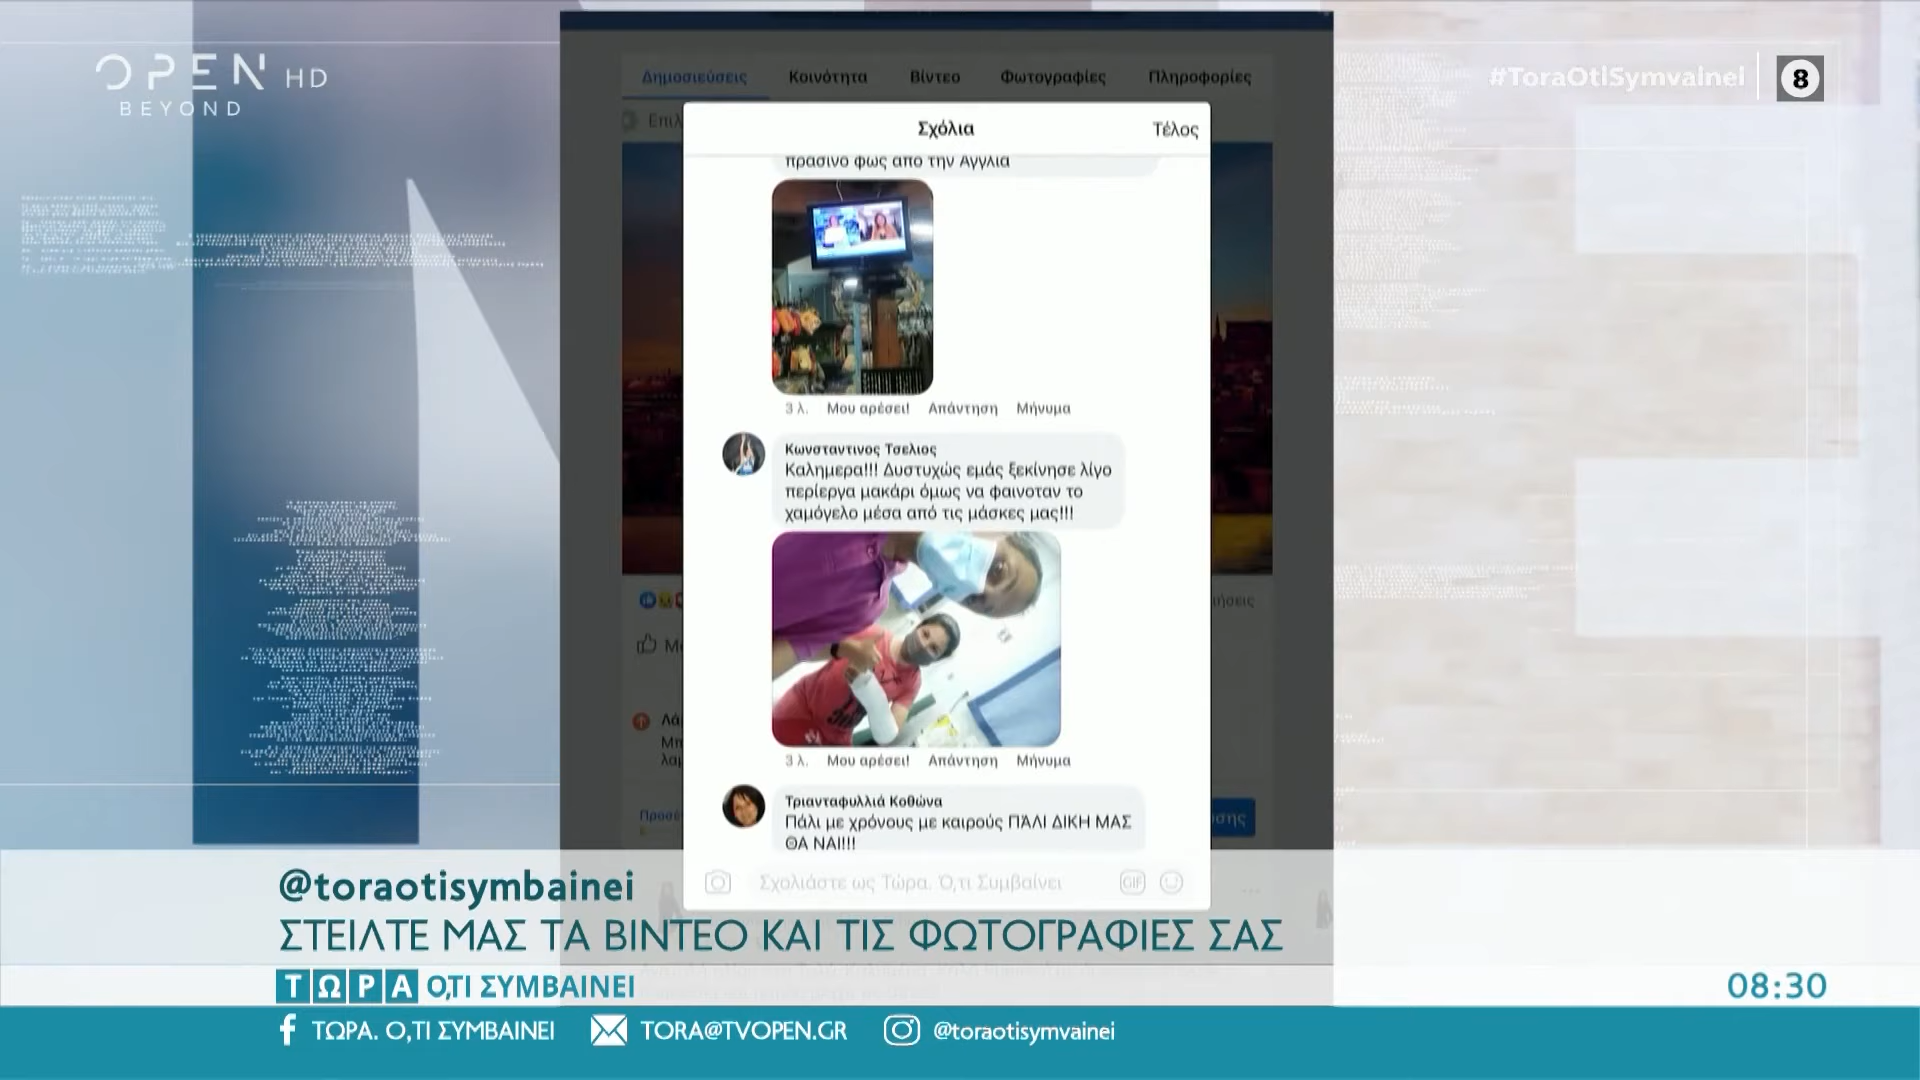 OPEN HD
BEYOND
#ToraOtiSymvainei
8
Δημοσιεύσεις Κοινότητα Βίντεο Φωτογραφίες Πληροφορίες
Σχόλια Τέλος
πράσινο φως απο την Αγγλία
3 λ. Μου αρέσει! Απάντηση Μήνυμα
Κωνσταντινος Τσελιος
Καλημερα!!! Δυστυχώς εμάς ξεκίνησε λίγο
περίεργα μακάρι όμως να φαινοταν το
χαμόγελο μέσα από τις μάσκες μας!!!
3 λ. Μου αρέσει! Απάντηση Μήνυμα
Τριανταφυλλιά Κοθώνα
Πάλι με χρόνους με καιρούς ΠΆΛΙ ΔΙΚΗ ΜΑΣ
ΘΑ ΝΑΙ!!!
Σχολιάστε ως Τώρα. Ό,τι Συμβαίνει GIF
@toraotisymbainei
ΣΤΕΙΛΤΕ ΜΑΣ ΤΑ ΒΙΝΤΕΟ ΚΑΙ ΤΙΣ ΦΩΤΟΓΡΑΦΙΕΣ ΣΑΣ
ΤΩΡΑ Ο,ΤΙ ΣΥΜΒΑΙΝΕΙ
08:30
ΤΩΡΑ. Ο,ΤΙ ΣΥΜΒΑΙΝΕΙ TORA@TVOPEN.GR @toraotisymvainei